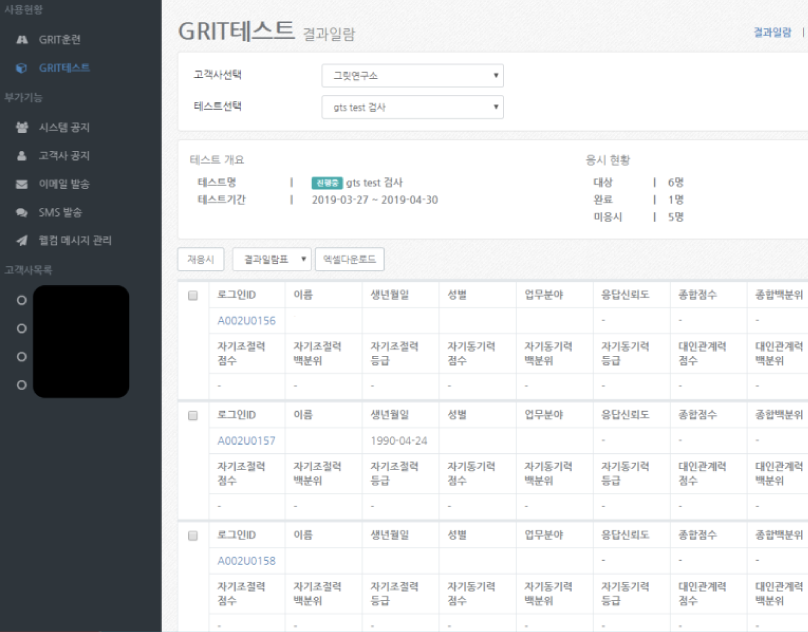 사용현황
GRIT훈련
GRIT테스트
부가기능
시스템 공지
고객사 공지
이메일 발송
SMS 발송
웰컴 메시지 관리
고객사목록
GRIT테스트 결과일람
결과일람 |
고객사선택 그릿연구소
테스트선택 gts test 검사
테스트 개요 응시 현황
테스트명 | 진행중 gts test 검사 대상 | 6명
테스트기간 | 2019-03-27 ~ 2019-04-30 완료 | 1명
미응시 | 5명
재응시 결과일람표 엑셀다운로드
로그인ID 이름 생년월일 성별 업무분야 응답신뢰도 종합점수 종합백분위
A002U0156 - - -
자기조절력 자기조절력 자기조절력 자기동기력 자기동기력 자기동기력 대인관계력 대인관계력
점수 백분위 등급 점수 백분위 등급 점수 백분위
- - - - - - - -
로그인ID 이름 생년월일 성별 업무분야 응답신뢰도 종합점수 종합백분위
A002U0157 1990-04-24 - - -
자기조절력 자기조절력 자기조절력 자기동기력 자기동기력 자기동기력 대인관계력 대인관계력
점수 백분위 등급 점수 백분위 등급 점수 백분위
- - - - - - - -
로그인ID 이름 생년월일 성별 업무분야 응답신뢰도 종합점수 종합백분위
A002U0158 - - -
자기조절력 자기조절력 자기조절력 자기동기력 자기동기력 자기동기력 대인관계력 대인관계력
점수 백분위 등급 점수 백분위 등급 점수 백분위
- - - - - - - -